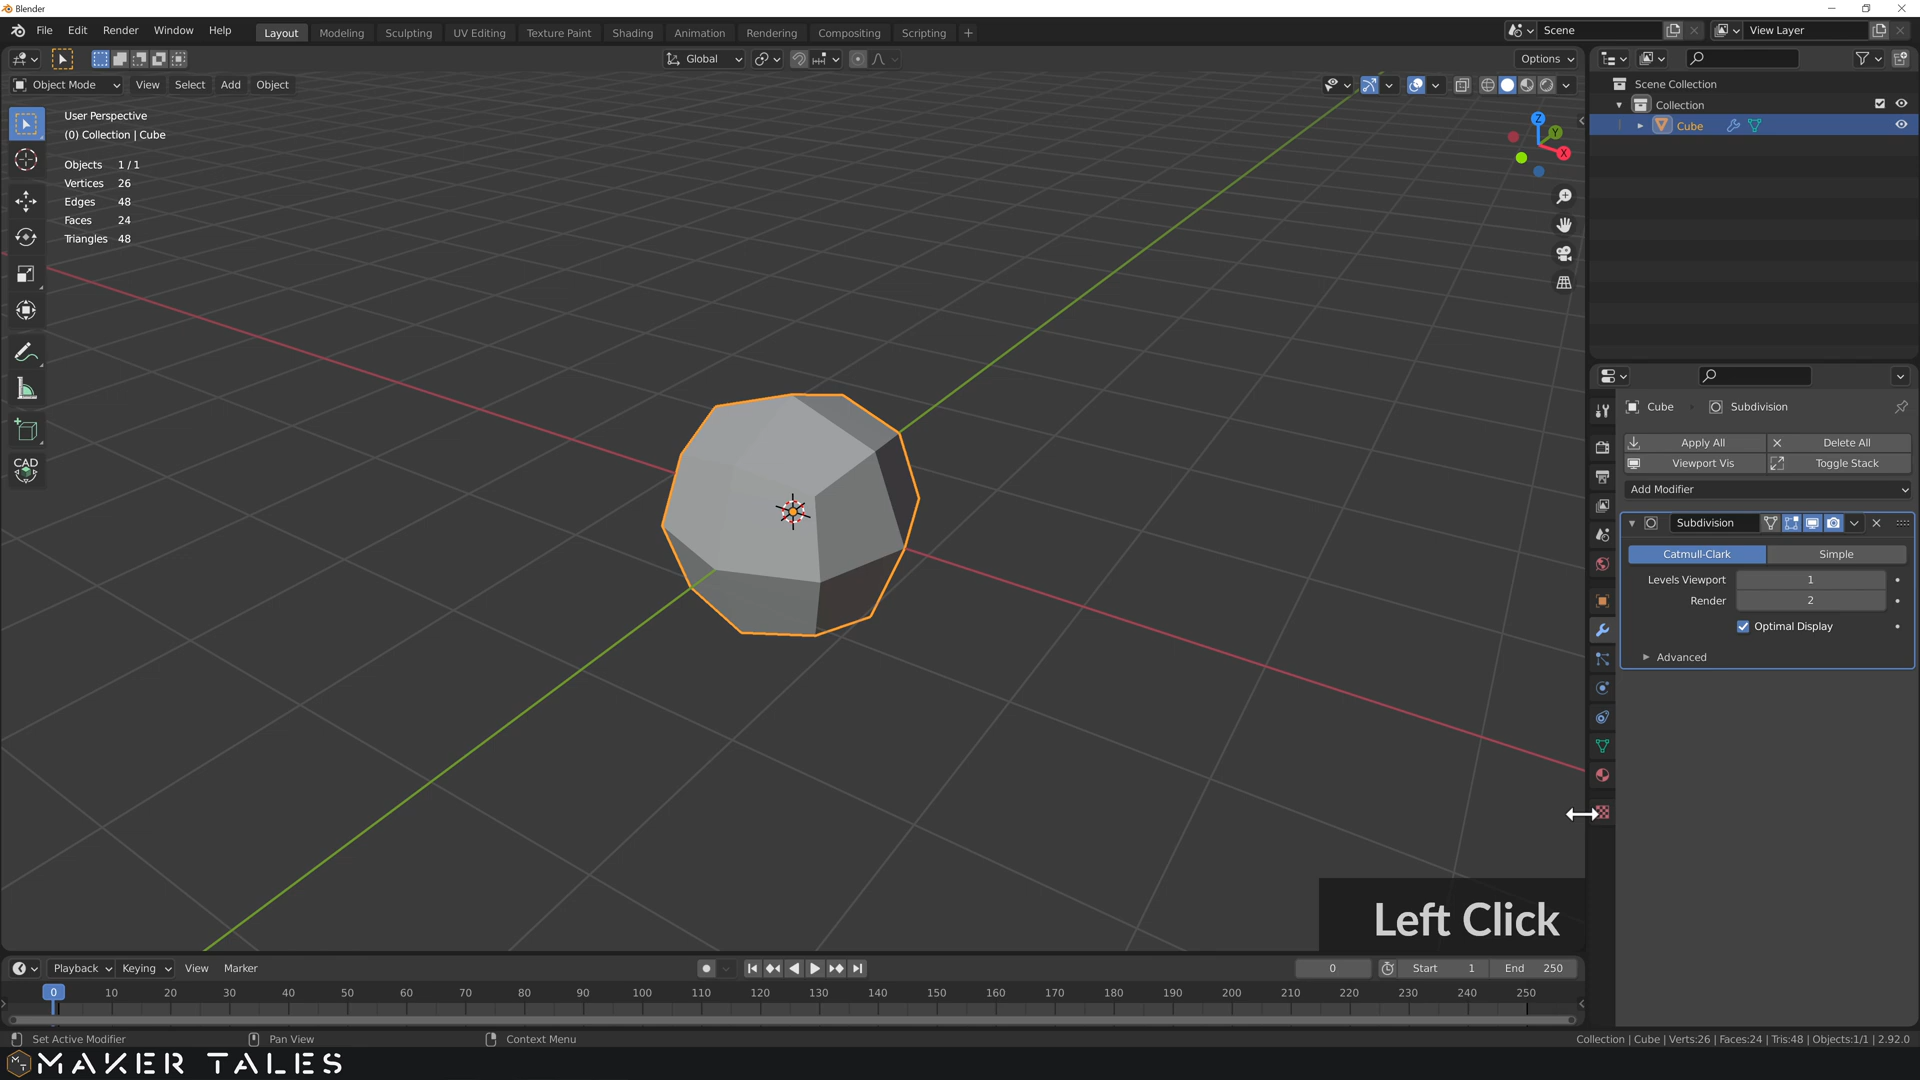 Blender
File Edit Render Window Help
Layout Modeling Sculpting UV Editing Texture Paint Shading Animation Rendering Compositing Scripting +
Scene
View Layer
Global
Options
Object Mode View Select Add Object
User Perspective
(0) Collection | Cube
Objects 1 / 1
Vertices 26
Edges 48
Faces 24
Triangles 48
CAD
Z
Y
X
Scene Collection
Collection
Cube
Cube Subdivision
Apply All Delete All
Viewport Vis Toggle Stack
Add Modifier
Subdivision
Catmull-Clark Simple
Levels Viewport 1
Render 2
Optimal Display
Advanced
Left Click
Playback Keying View Marker
0 Start 1 End 250
0 10 20 30 40 50 60 70 80 90 100 110 120 130 140 150 160 170 180 190 200 210 220 230 240 250
Set Active Modifier Pan View Context Menu
Collection | Cube | Verts:26 | Faces:24 | Tris:48 | Objects:1/1 | 2.92.0
MT MAKER TALES